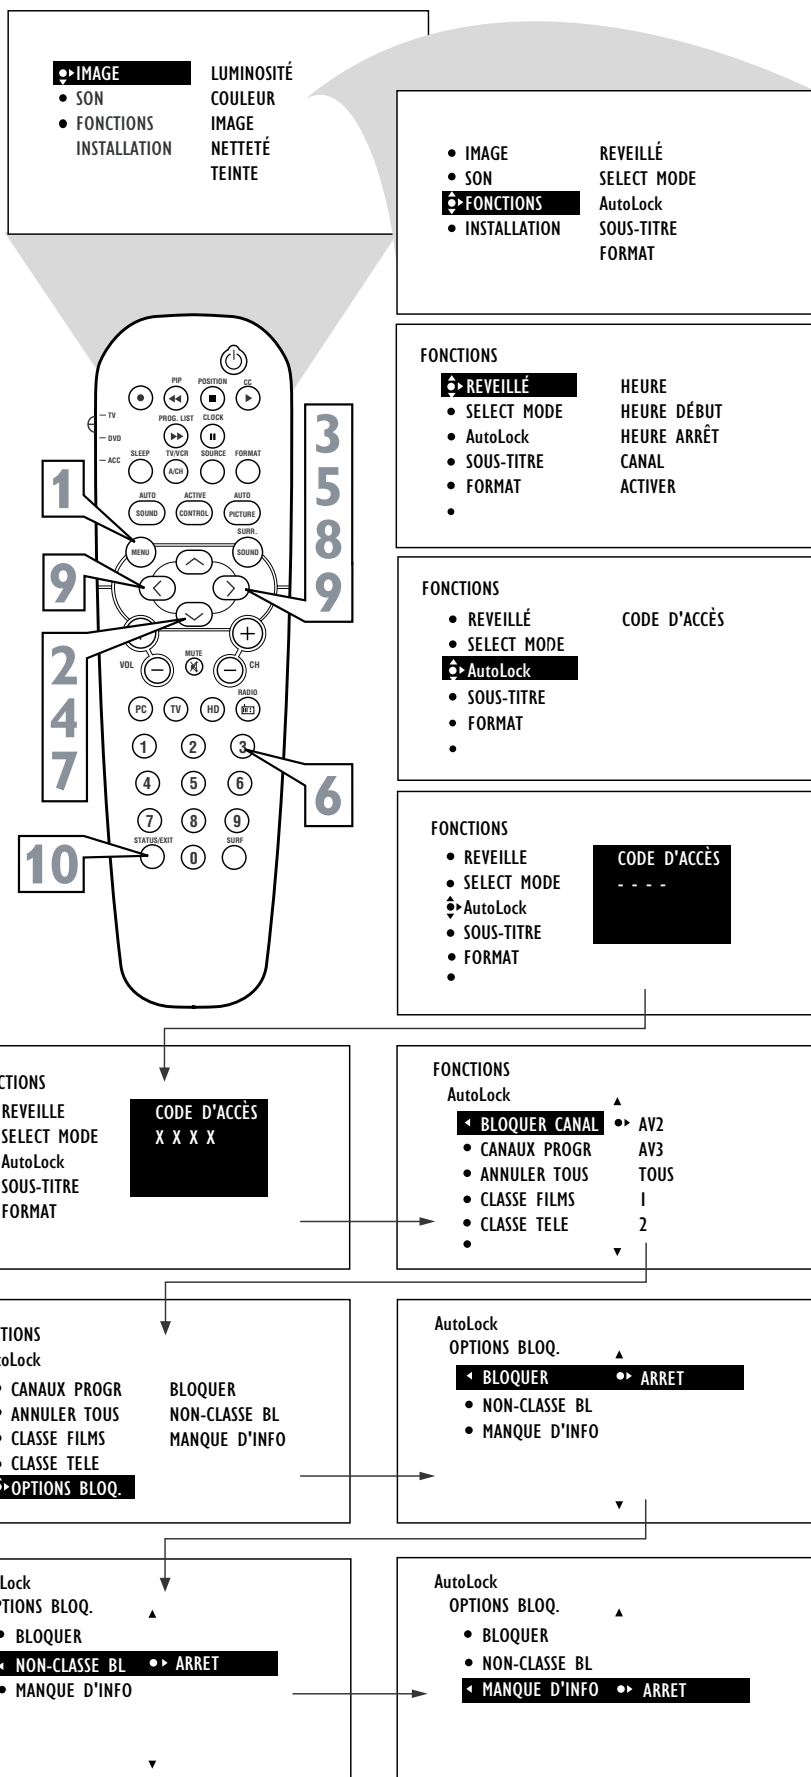 IMAGE LUMINOSITÉ
SON COULEUR
FONCTIONS IMAGE
INSTALLATION NETTETÉ
TEINTE
IMAGE REVEILLÉ
SON SELECT MODE
FONCTIONS AutoLock
INSTALLATION SOUS-TITRE
FORMAT
FONCTIONS
REVEILLÉ HEURE
SELECT MODE HEURE DÉBUT
AutoLock HEURE ARRÊT
SOUS-TITRE CANAL
FORMAT ACTIVER
FONCTIONS
REVEILLÉ CODE D'ACCÈS
SELECT MODE
AutoLock
SOUS-TITRE
FORMAT
FONCTIONS
REVEILLE CODE D'ACCÈS
SELECT MODE - - - -
AutoLock
SOUS-TITRE
FORMAT
PIP POSITION CC
TV PROG. LIST CLOCK
DVD
ACC SLEEP TV/VCR SOURCE FORMAT
A/CH
AUTO ACTIVE AUTO
SOUND CONTROL PICTURE
SURR.
MENU SOUND
VOL MUTE CH
RADIO
PC TV HD
1 2 3
4 5 6
7 8 9
STATUS/EXIT SURF
0
1
9
2
4
7
10
3
5
8
9
6
CTIONS
REVEILLE CODE D'ACCÈS
SELECT MODE X X X X
AutoLock
SOUS-TITRE
FORMAT
FONCTIONS
AutoLock
BLOQUER CANAL AV2
CANAUX PROGR AV3
ANNULER TOUS TOUS
CLASSE FILMS 1
CLASSE TELE 2
TIONS
toLock
CANAUX PROGR BLOQUER
ANNULER TOUS NON-CLASSE BL
CLASSE FILMS MANQUE D'INFO
CLASSE TELE
OPTIONS BLOQ.
AutoLock
OPTIONS BLOQ.
BLOQUER ARRET
NON-CLASSE BL
MANQUE D'INFO
Lock
PTIONS BLOQ.
BLOQUER
NON-CLASSE BL ARRET
MANQUE D'INFO
AutoLock
OPTIONS BLOQ.
BLOQUER
NON-CLASSE BL
MANQUE D'INFO ARRET